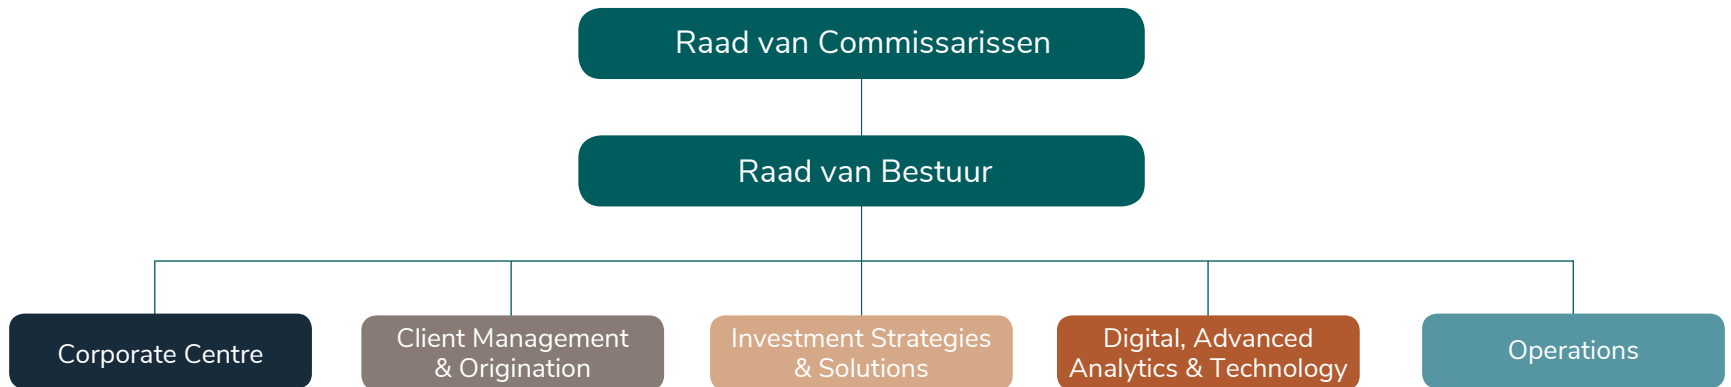 Raad van Commissarissen
Raad van Bestuur
Corporate Centre
Client Management
& Origination
Investment Strategies
& Solutions
Digital, Advanced
Analytics & Technology
Operations